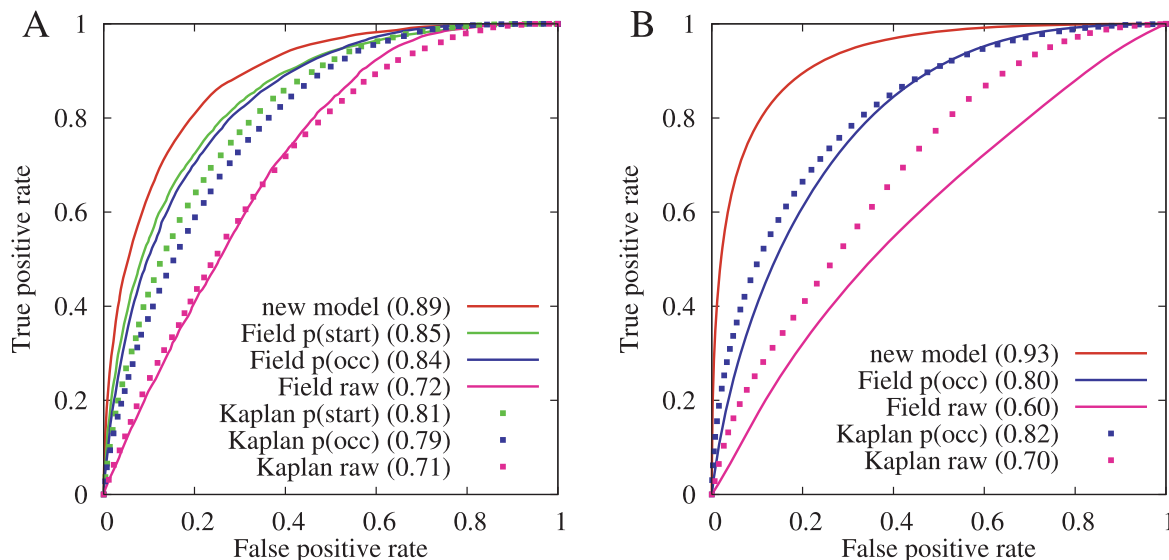 A
True positive rate
1
0.8
0.6
0.4
0.2
0
new model (0.89)
Field p(start) (0.85)
Field p(occ) (0.84)
Field raw (0.72)
Kaplan p(start) (0.81)
Kaplan p(occ) (0.79)
Kaplan raw (0.71)
0 0.2 0.4 0.6 0.8 1
False positive rate
B
True positive rate
1
0.8
0.6
0.4
0.2
0
new model (0.93)
Field p(occ) (0.80)
Field raw (0.60)
Kaplan p(occ) (0.82)
Kaplan raw (0.70)
0 0.2 0.4 0.6 0.8 1
False positive rate